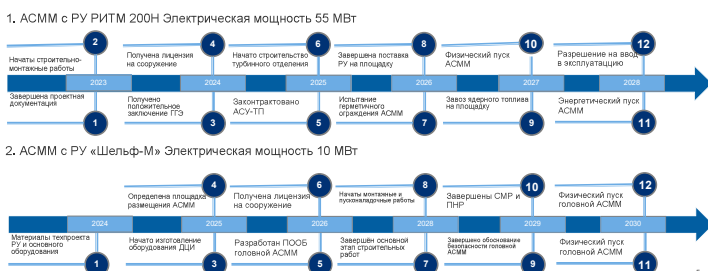 1. АСММ с РУ РИТМ 200Н Электрическая мощность 55 МВт
2
4
6
8
10
12
Начаты строительно-
монтажные работы
Получена лицензия
на сооружение
Начато строительство
турбинного отделения
Завершена поставка
РУ на площадку
Физический пуск
АСММ
Разрешение на ввод
в эксплуатацию
2023
2024
2025
2026
2027
2028
Завершена проектная
документация
Получено
положительное
заключение ГГЭ
Законтрактовано
АСУ-ТП
Испытание
герметичного
ограждения АСММ
Завоз ядерного топлива
на площадку
Энергетический пуск
АСММ
1
3
5
7
9
11
2. АСММ с РУ «Шельф-М» Электрическая мощность 10 МВт
4
6
8
10
12
Определена площадка
размещения АСММ
Получена лицензия
на сооружение
Начаты монтажные и
пусконаладочные работы
Завершены СМР и
ПНР
Физический пуск
головной АСММ
2024
2025
2026
2028
2029
2030
Материалы техпроекта
РУ и основного
оборудования
Начато изготовление
оборудования ДЦИ
Разработан ПООБ
головной АСММ
Завершён основной
этап строительных
работ
Завершено обоснование
безопасности головной
АСММ
Физический пуск
головной АСММ
1
3
5
7
9
11